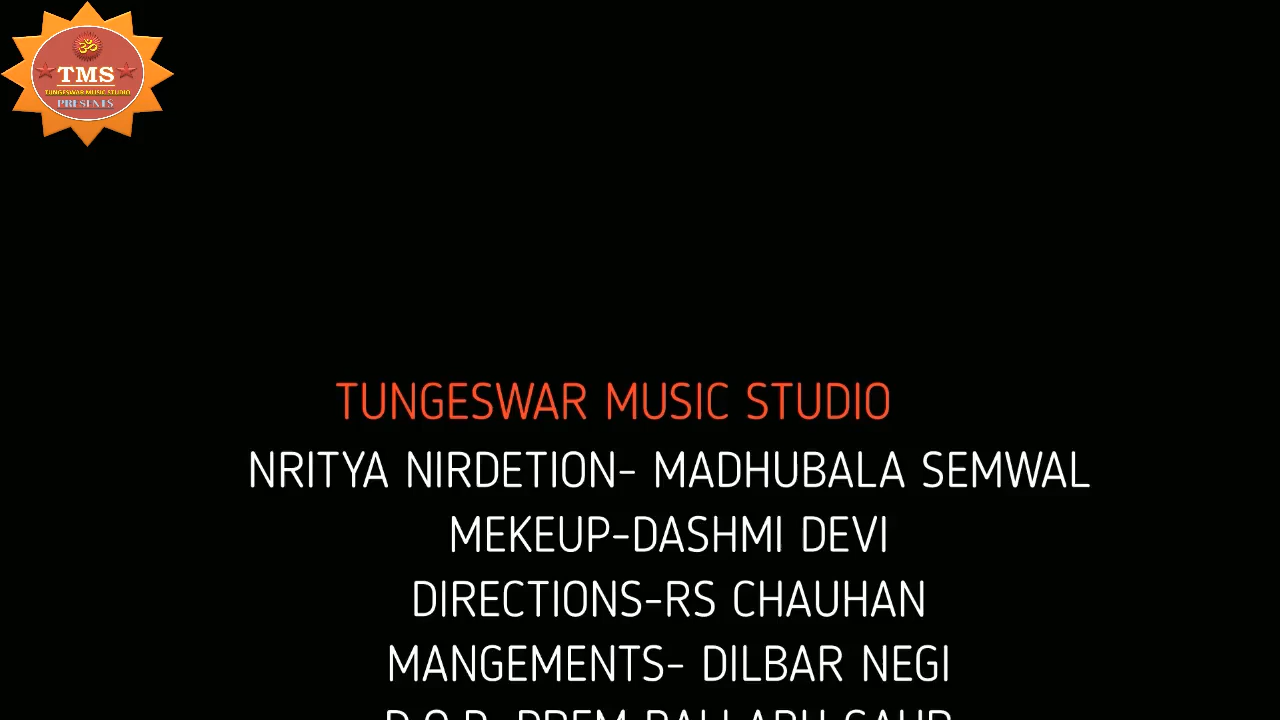 ॐ
TMS
TUNGESWAR MUSIC STUDIO
PRESENTS
TUNGESWAR MUSIC STUDIO
NRITYA NIRDETION- MADHUBALA SEMWAL
MEKEUP-DASHMI DEVI
DIRECTIONS-RS CHAUHAN
MANGEMENTS- DILBAR NEGI